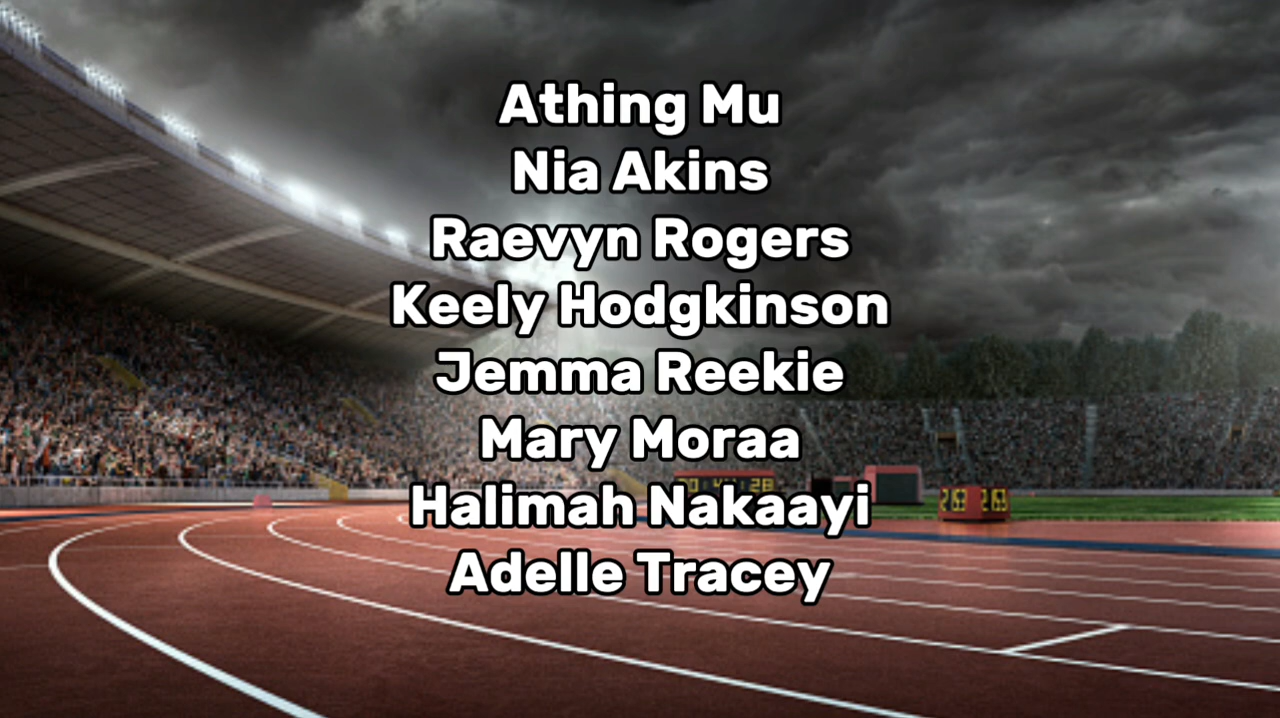 Athing Mu
Nia Akins
Raevyn Rogers
Keely Hodgkinson
Jemma Reekie
Mary Moraa
Halimah Nakaayi
Adelle Tracey